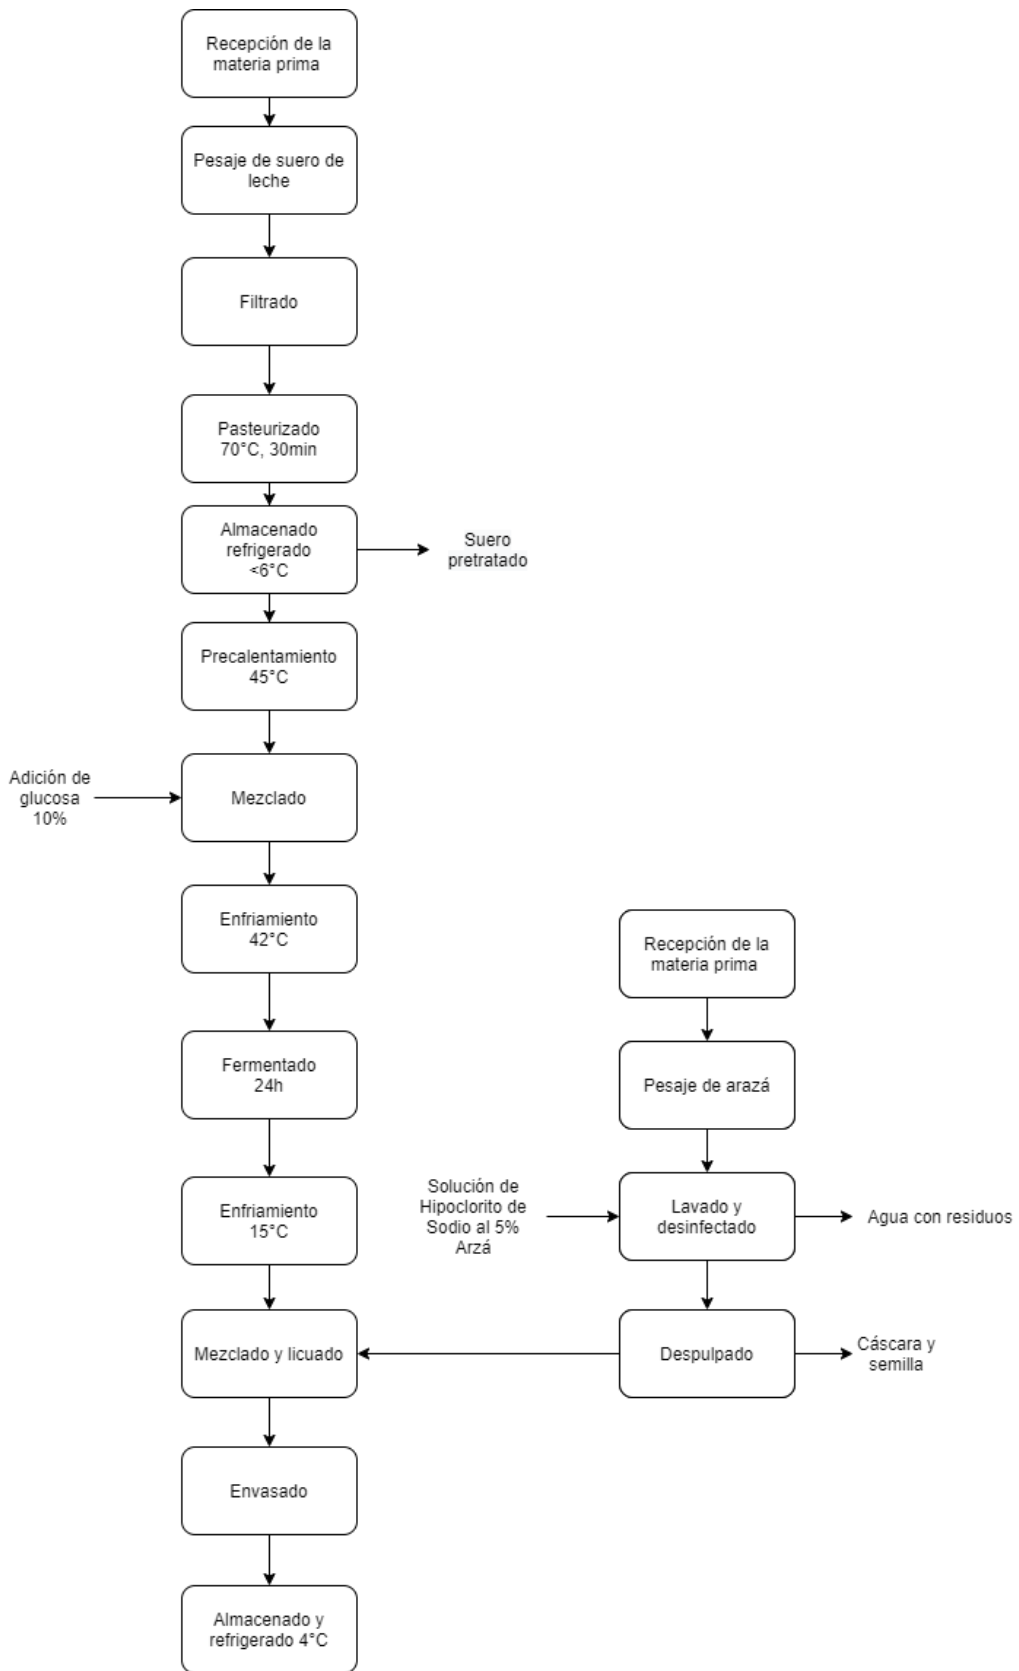 Recepción de la
materia prima
Pesaje de suero de
leche
Filtrado
Pasteurizado
70°C, 30min
Almacenado
refrigerado
<6°C
Suero
pretratado
Precalentamiento
45°C
Adición de
glucosa
10%
Mezclado
Enfriamiento
42°C
Fermentado
24h
Enfriamiento
15°C
Recepción de la
materia prima
Pesaje de arazá
Solución de
Hipoclorito de
Sodio al 5%
Arzá
Lavado y
desinfectado
Agua con residuos
Despulpado
Cáscara y
semilla
Mezclado y licuado
Envasado
Almacenado y
refrigerado 4°C